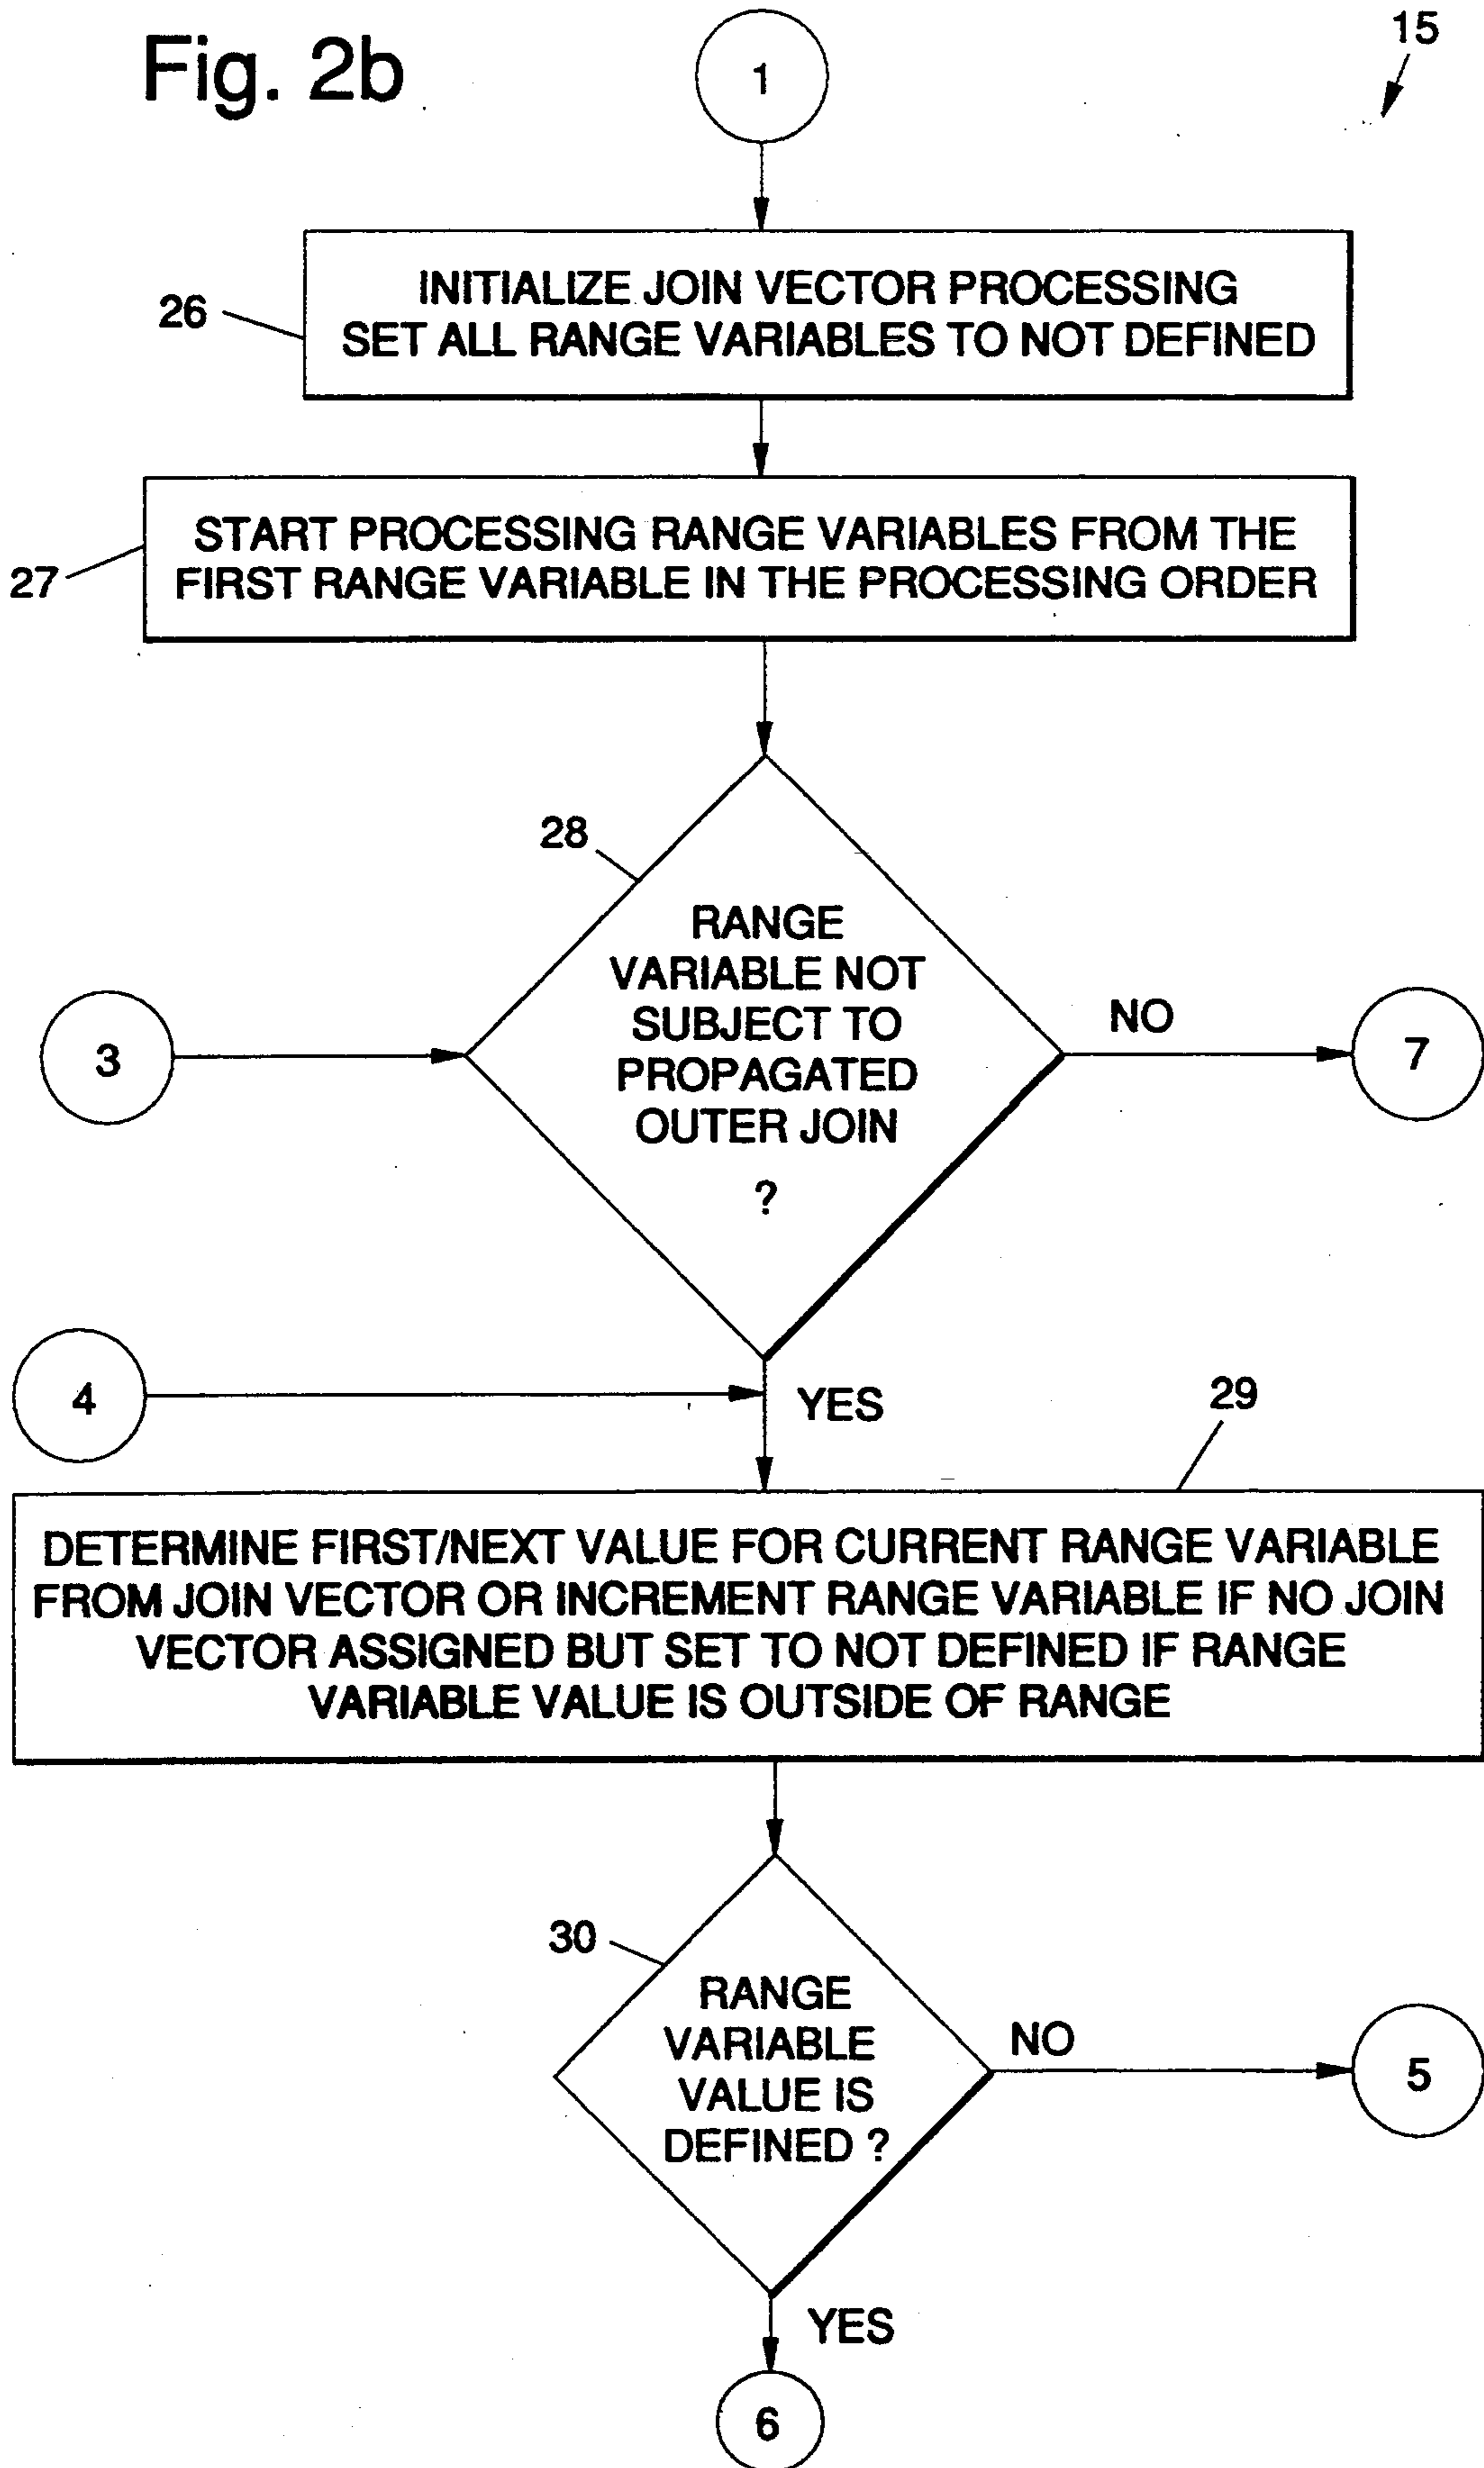 Fig. 2b
1
15
26
INITIALIZE JOIN VECTOR PROCESSING
SET ALL RANGE VARIABLES TO NOT DEFINED
27
START PROCESSING RANGE VARIABLES FROM THE
FIRST RANGE VARIABLE IN THE PROCESSING ORDER
28
RANGE
VARIABLE NOT
SUBJECT TO
PROPAGATED
OUTER JOIN
?
3
NO
7
4
YES
29
DETERMINE FIRST/NEXT VALUE FOR CURRENT RANGE VARIABLE
FROM JOIN VECTOR OR INCREMENT RANGE VARIABLE IF NO JOIN
VECTOR ASSIGNED BUT SET TO NOT DEFINED IF RANGE
VARIABLE VALUE IS OUTSIDE OF RANGE
30
RANGE
VARIABLE
VALUE IS
DEFINED ?
NO
5
YES
6